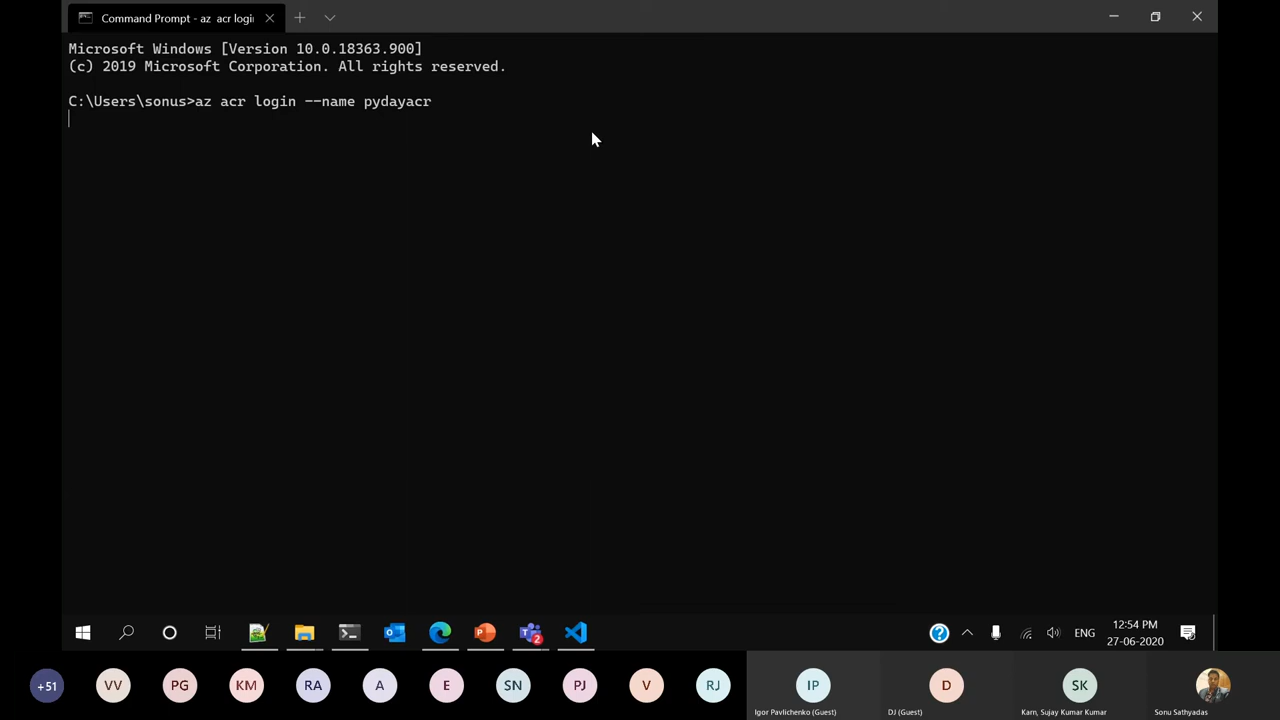 Command Prompt - az acr logi
Microsoft Windows [Version 10.0.18363.900]
(c) 2019 Microsoft Corporation. All rights reserved.
C:\Users\sonus>az acr login --name pydayacr
ENG
12:54 PM
27-06-2020
2
+51
VV
PG
KM
RA
A
E
SN
PJ
V
RJ
IP
D
SK
Igor Pavlichenko (Guest)
DJ (Guest)
Karn, Sujay Kumar Kumar
Sonu Sathyadas